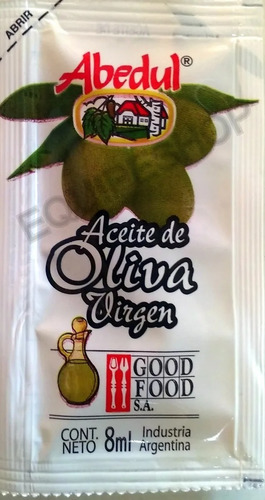 ABRIR
Abedul®
Aceite de
Oliva
Virgen
GOOD
FOOD
S.A.
CONT. NETO 8ml Industria Argentina